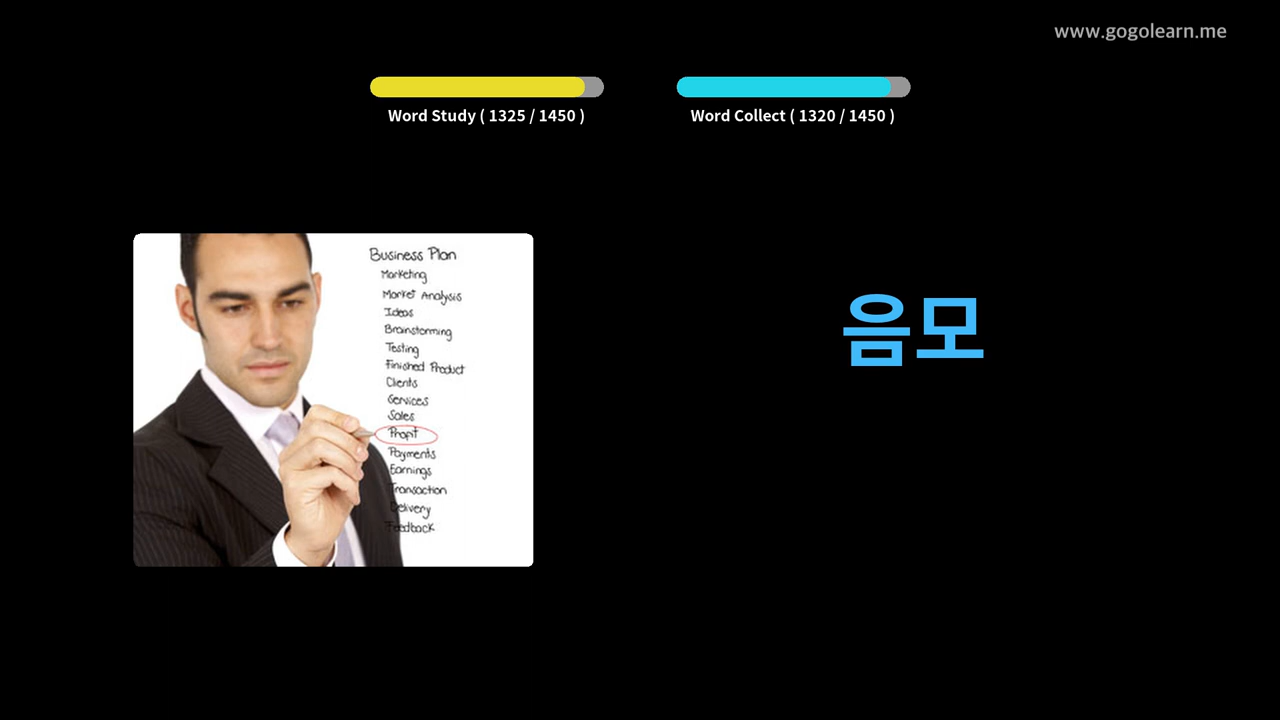 www.gogolearn.me
Word Study ( 1325 / 1450 )
Word Collect ( 1320 / 1450 )
Business Plan
Marketing
Market Analysis
Ideas
Brainstorming
Testing
Finished Product
Clients
Services
Sales
Profit
Payments
Earnings
Transaction
Delivery
Feedback
음모